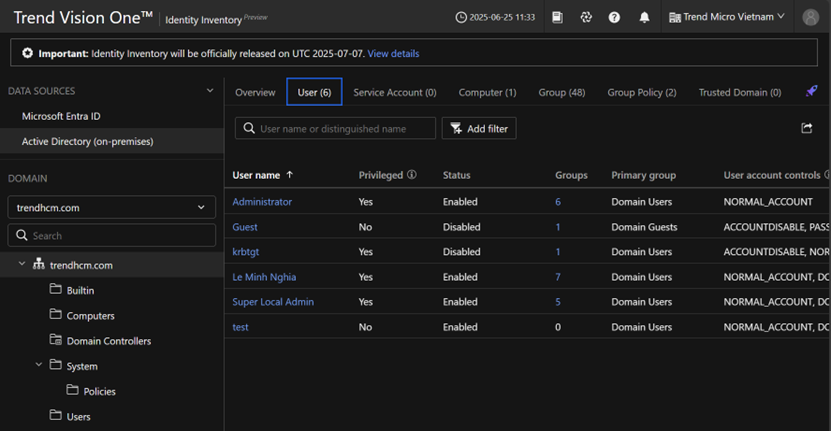 Trend Vision One™ | Identity Inventory Preview
2025-06-25 11:33
Trend Micro Vietnam
Important: Identity Inventory will be officially released on UTC 2025-07-07. View details
DATA SOURCES
Microsoft Entra ID
Active Directory (on-premises)
DOMAIN
trendhcm.com
Search
trendhcm.com
Builtin
Computers
Domain Controllers
System
Policies
Users
Overview User (6) Service Account (0) Computer (1) Group (48) Group Policy (2) Trusted Domain (0)
User name or distinguished name Add filter
User name Privileged Status Groups Primary group User account controls
Administrator Yes Enabled 6 Domain Users NORMAL_ACCOUNT
Guest No Disabled 1 Domain Guests ACCOUNTDISABLE, PASS
krbtgt Yes Disabled 1 Domain Users ACCOUNTDISABLE, NOR
Le Minh Nghia Yes Enabled 7 Domain Users NORMAL_ACCOUNT, DO
Super Local Admin Yes Enabled 5 Domain Users NORMAL_ACCOUNT, DO
test No Enabled 0 Domain Users NORMAL_ACCOUNT, DO